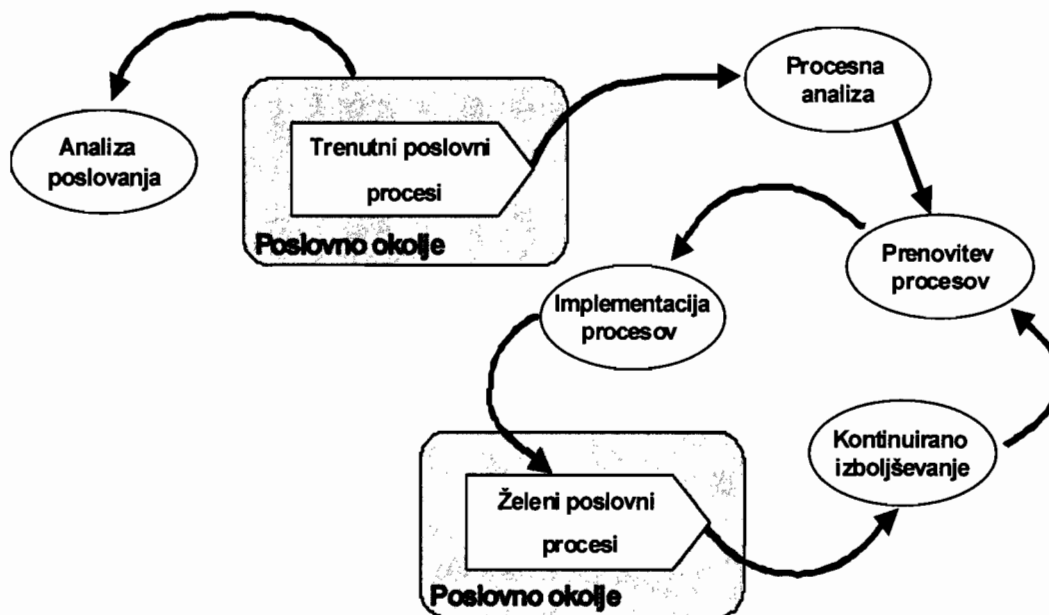 Procesna
analiza
Analiza
poslovanja
Trenutni poslovni
procesi
Poslovno okolje
Prenovitev
procesov
Implementacija
procesov
Kontinuirano
izboljševanje
Želeni poslovni
procesi
Poslovno okolje